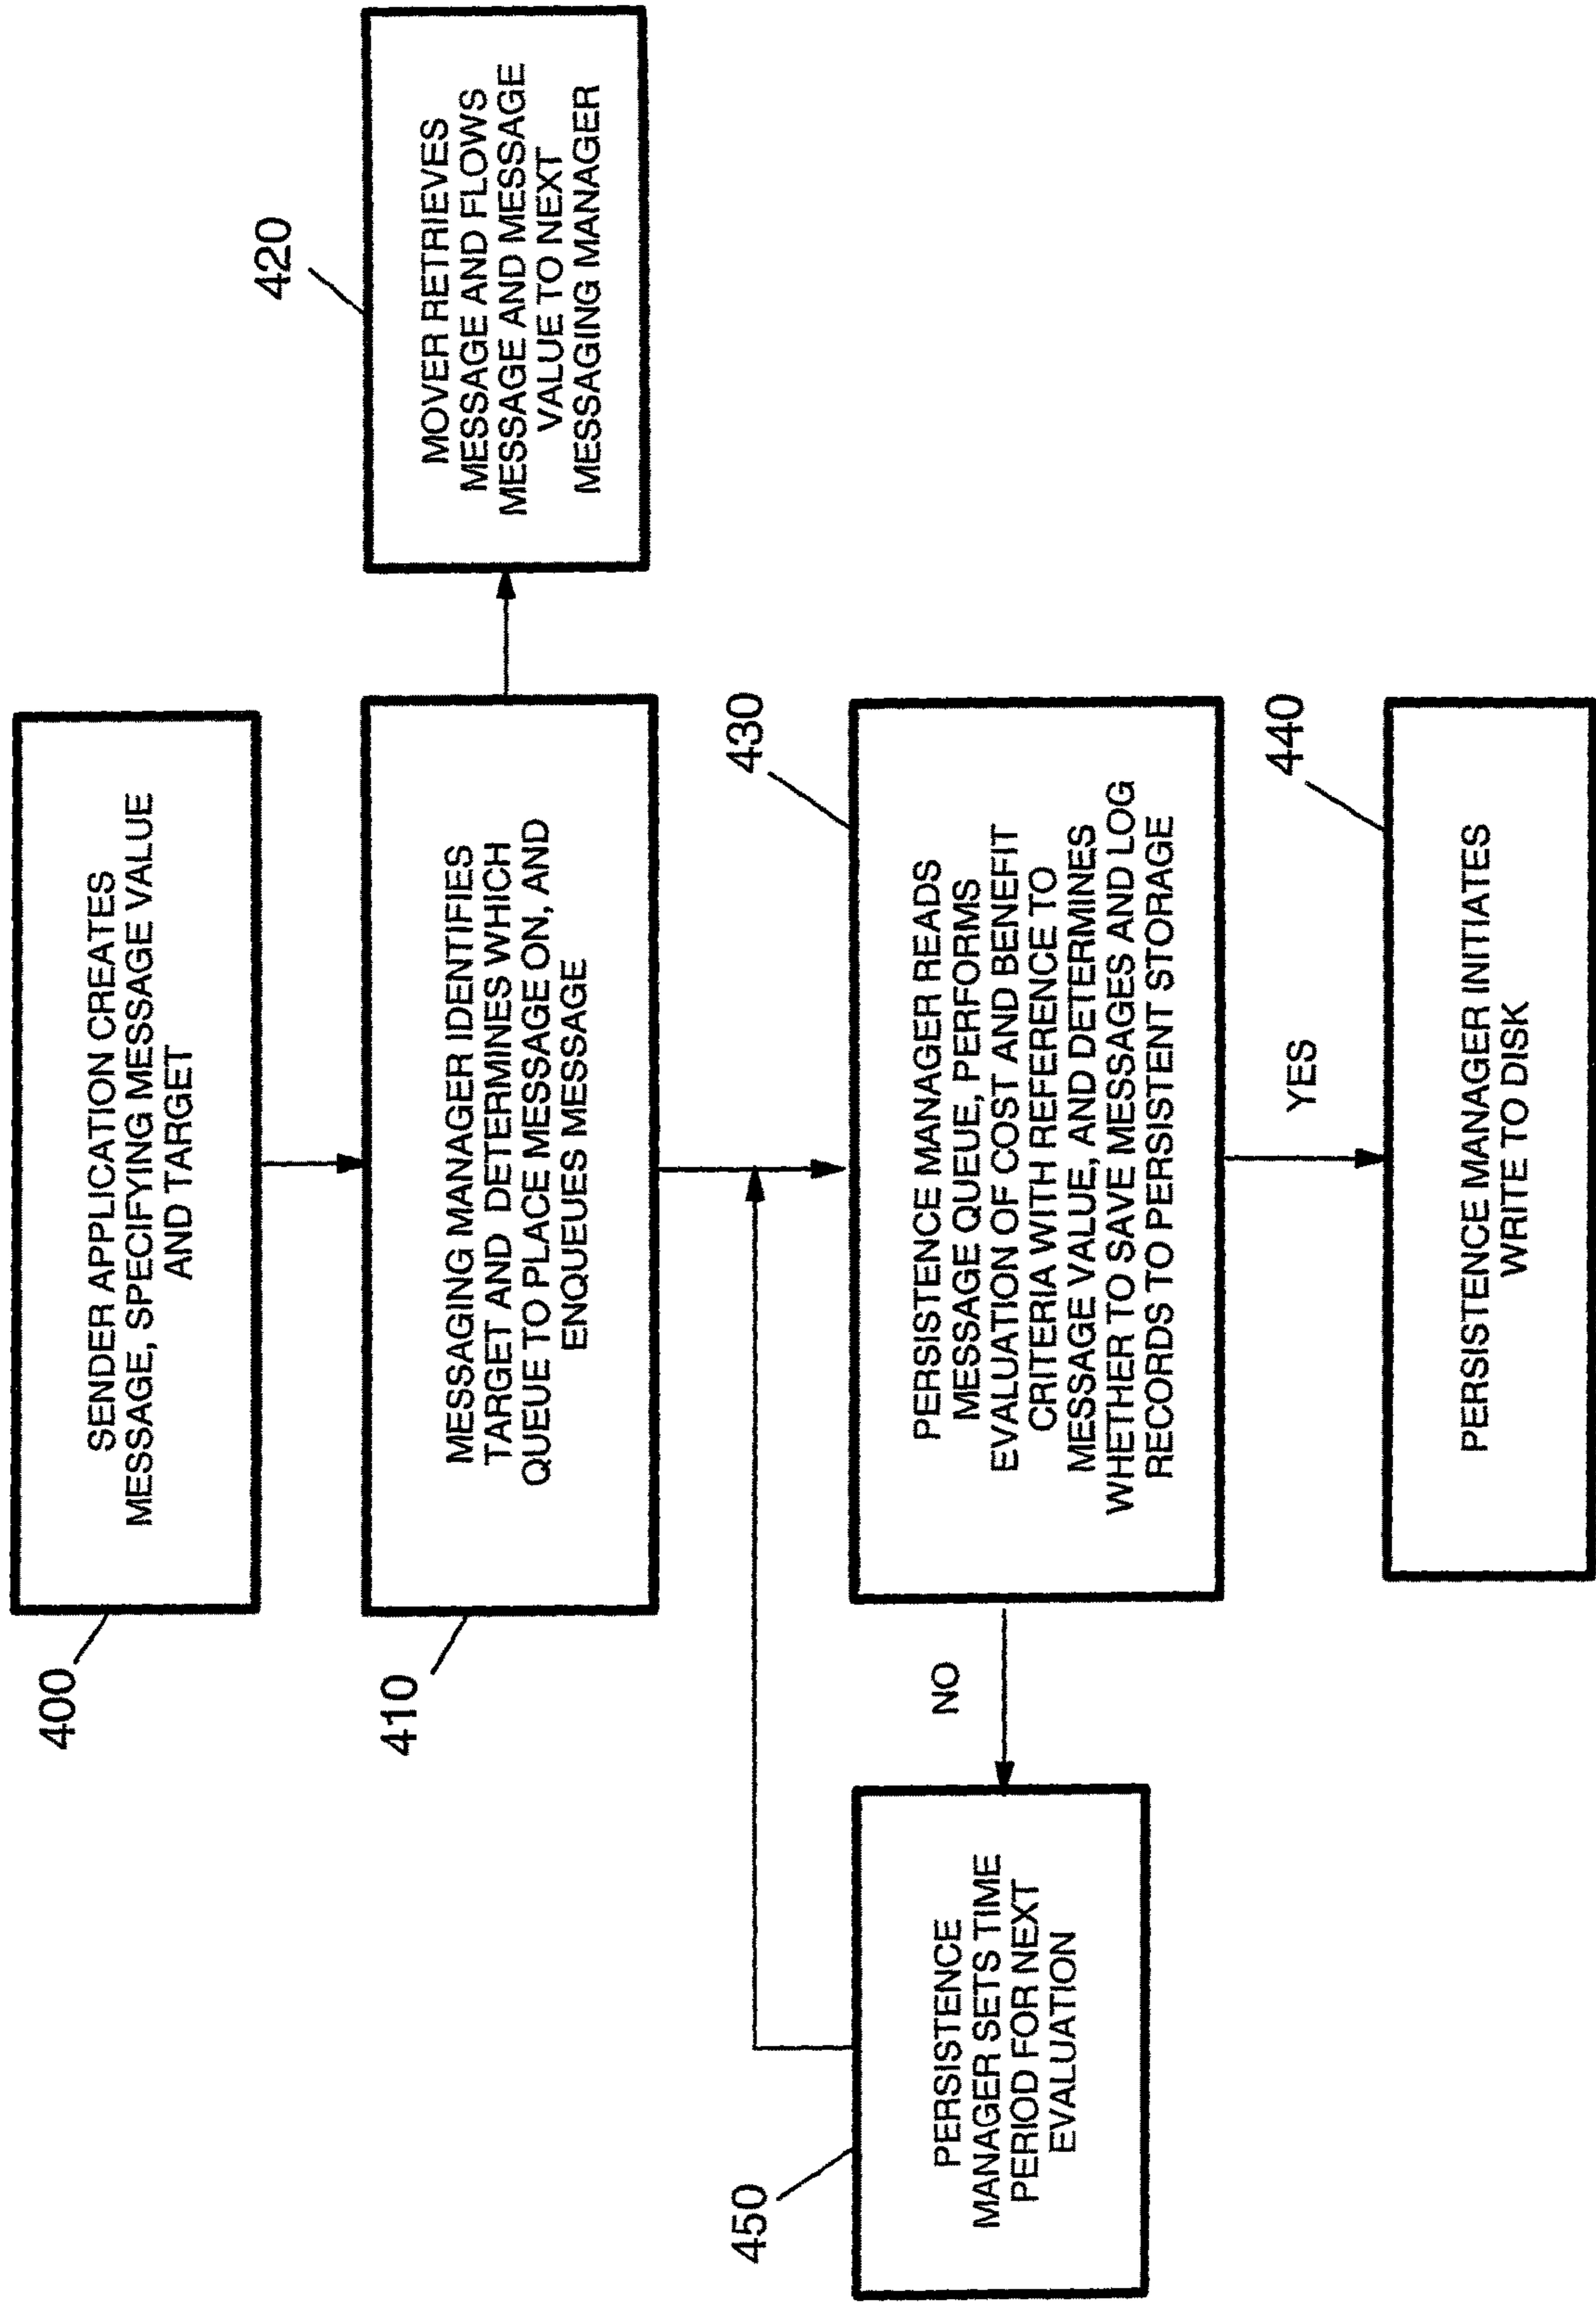 400
SENDER APPLICATION CREATES
MESSAGE, SPECIFYING MESSAGE VALUE
AND TARGET
410
MESSAGING MANAGER IDENTIFIES
TARGET AND DETERMINES WHICH
QUEUE TO PLACE MESSAGE ON, AND
ENQUEUES MESSAGE
420
MOVER RETRIEVES
MESSAGE AND FLOWS
MESSAGE AND MESSAGE
VALUE TO NEXT
MESSAGING MANAGER
430
PERSISTENCE MANAGER READS
MESSAGE QUEUE, PERFORMS
EVALUATION OF COST AND BENEFIT
CRITERIA WITH REFERENCE TO
MESSAGE VALUE, AND DETERMINES
WHETHER TO SAVE MESSAGES AND LOG
RECORDS TO PERSISTENT STORAGE
NO
450
PERSISTENCE
MANAGER SETS TIME
PERIOD FOR NEXT
EVALUATION
YES
440
PERSISTENCE MANAGER INITIATES
WRITE TO DISK